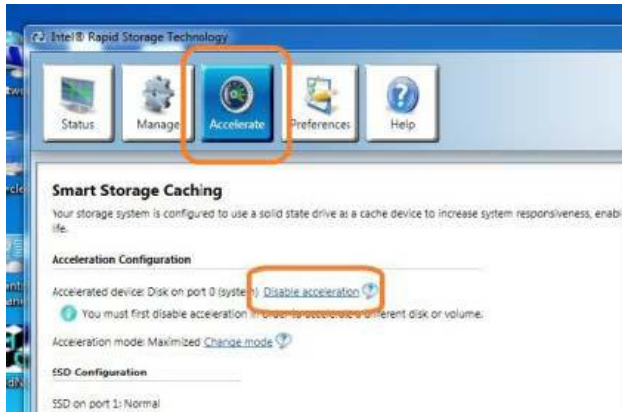 Intel® Rapid Storage Technology
Status Manage Accelerate Preferences Help
Smart Storage Caching
Your storage system is configured to use a solid state drive as a cache device to increase system responsiveness, enabl
life.
Acceleration Configuration
Accelerated device: Disk on port 0 (system) Disable acceleration ?
You must first disable acceleration in order to accelerate a different disk or volume.
Acceleration mode: Maximized Change mode ?
SSD Configuration
SSD on port 1: Normal